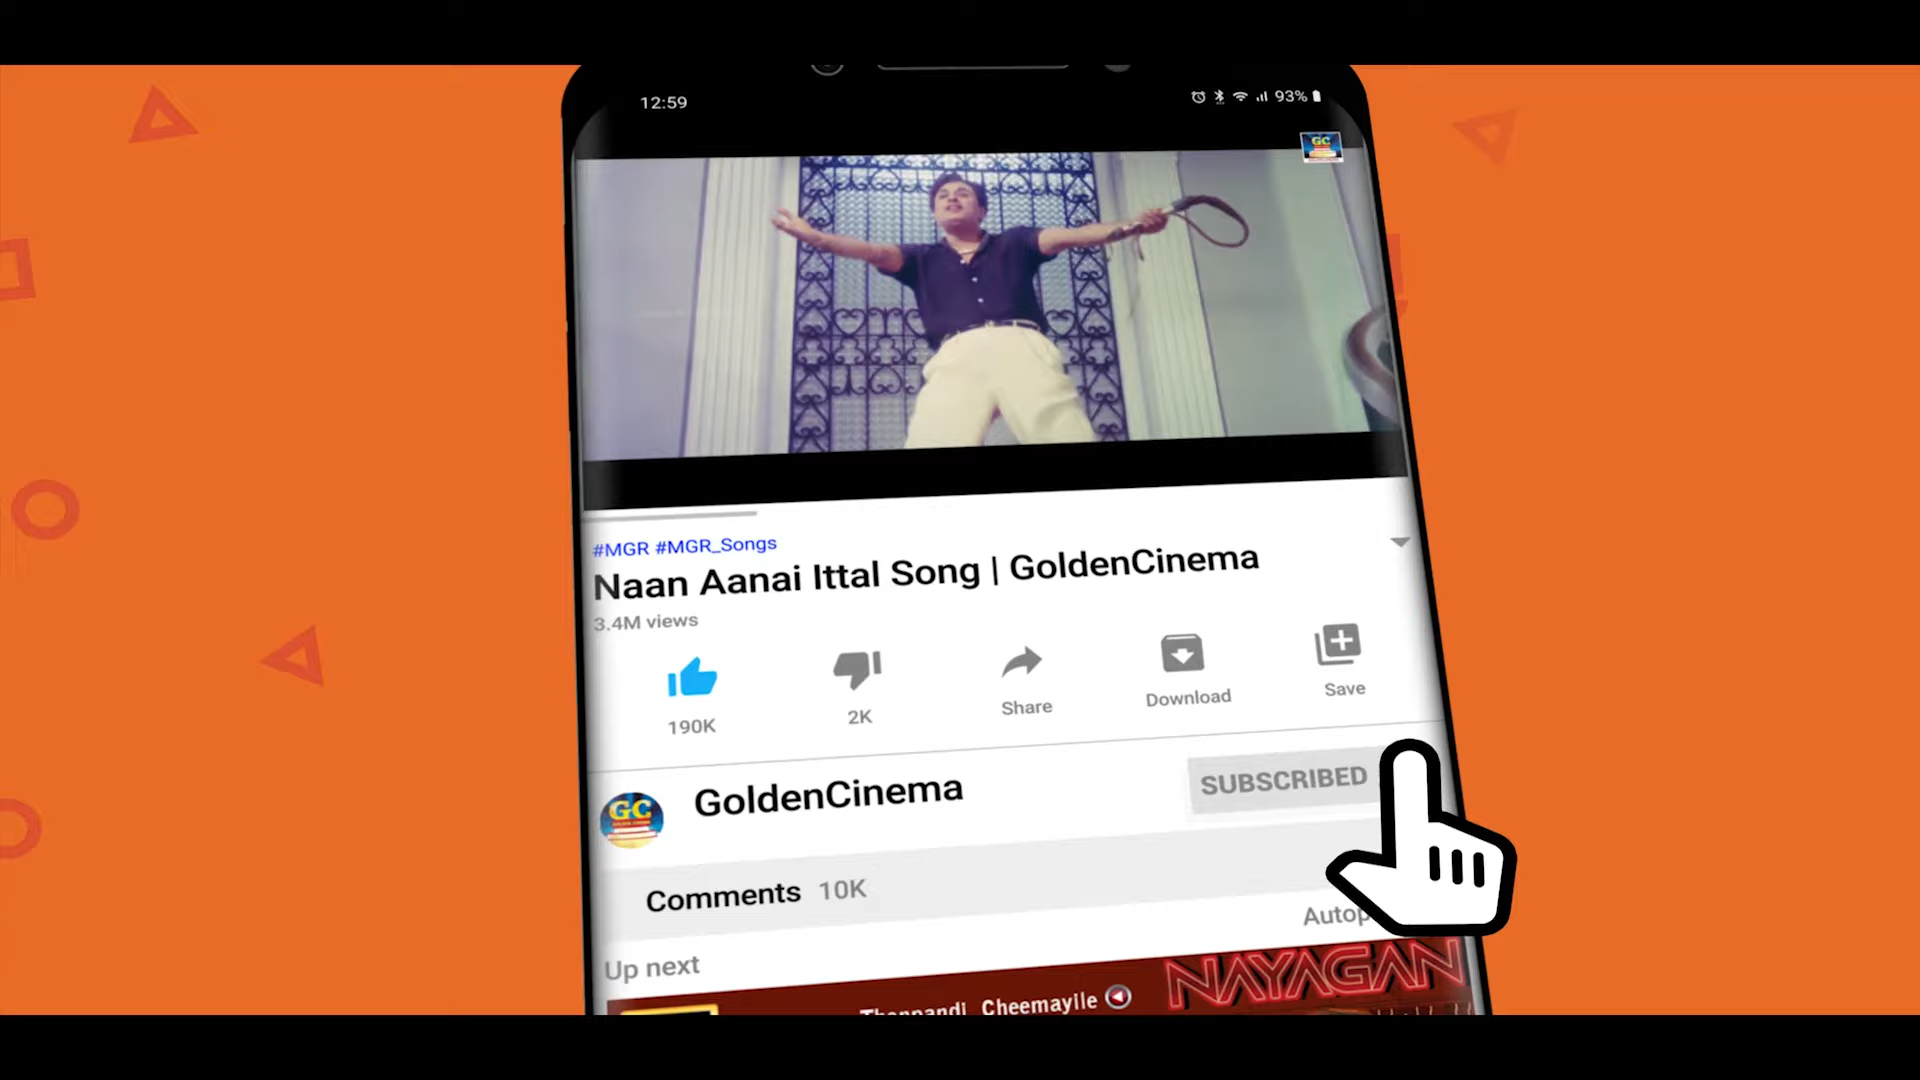 12:59
93%
GC
#MGR #MGR_Songs
Naan Aanai Ittal Song | GoldenCinema
3.4M views
190K
2K
Share
Download
Save
GC
GoldenCinema
SUBSCRIBED
Comments 10K
Up next
Cheemayile
NAYAGAN